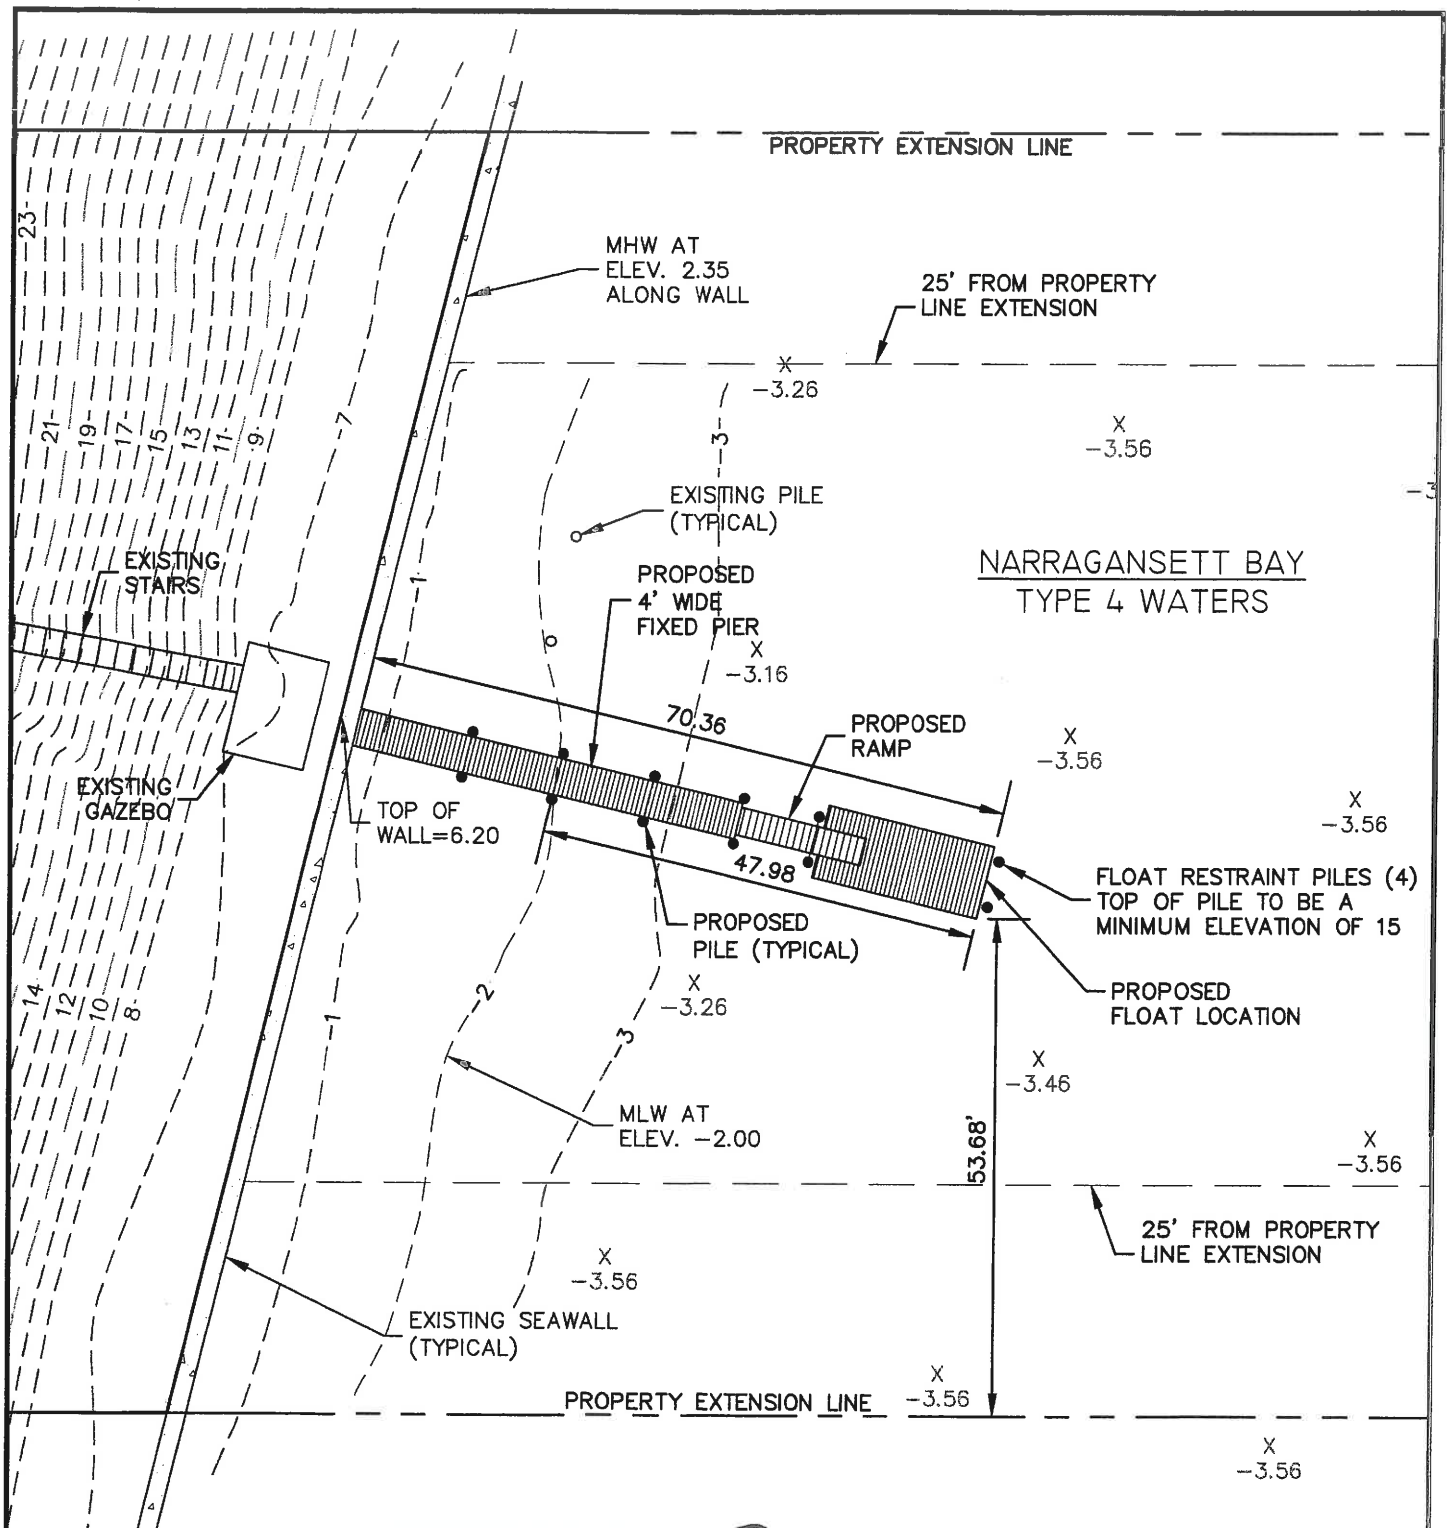 PROPERTY EXTENSION LINE
23
MHW AT
ELEV. 2.35
ALONG WALL
25' FROM PROPERTY
LINE EXTENSION
-3.26
-3.56
21
19
17
15
13
11
9
7
3
EXISTING PILE
(TYPICAL)
NARRAGANSETT BAY
TYPE 4 WATERS
EXISTING
STAIRS
1
PROPOSED
4' WIDE
FIXED PIER
-3.16
70.36
PROPOSED
RAMP
-3.56
EXISTING
GAZEBO
TOP OF
WALL=6.20
-3.56
47.98
FLOAT RESTRAINT PILES (4)
TOP OF PILE TO BE A
MINIMUM ELEVATION OF 15
PROPOSED
PILE (TYPICAL)
14
12
10
8
1
2
3
-3.26
PROPOSED
FLOAT LOCATION
-3.46
MLW AT
ELEV. -2.00
53.68'
-3.56
25' FROM PROPERTY
LINE EXTENSION
-3.56
EXISTING SEAWALL
(TYPICAL)
PROPERTY EXTENSION LINE
-3.56
-3.56